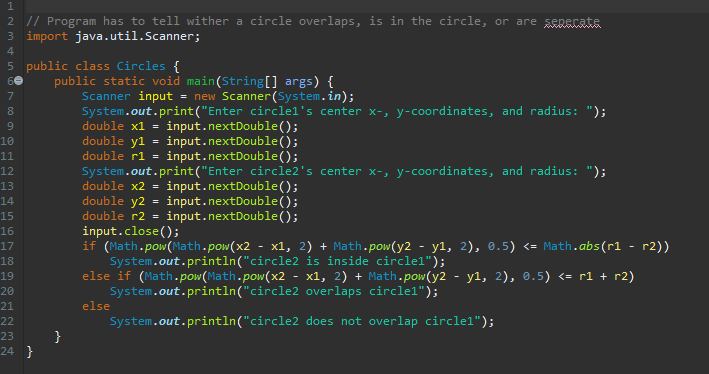 1
2 // Program has to tell wither a circle overlaps, is in the circle, or are seperate
3 import java.util.Scanner;
4
5 public class Circles {
6 public static void main(String[] args) {
7 Scanner input = new Scanner(System.in);
8 System.out.print("Enter circle1's center x-, y-coordinates, and radius: ");
9 double x1 = input.nextDouble();
10 double y1 = input.nextDouble();
11 double r1 = input.nextDouble();
12 System.out.print("Enter circle2's center x-, y-coordinates, and radius: ");
13 double x2 = input.nextDouble();
14 double y2 = input.nextDouble();
15 double r2 = input.nextDouble();
16 input.close();
17 if (Math.pow(Math.pow(x2 - x1, 2) + Math.pow(y2 - y1, 2), 0.5) <= Math.abs(r1 - r2))
18 System.out.println("circle2 is inside circle1");
19 else if (Math.pow(Math.pow(x2 - x1, 2) + Math.pow(y2 - y1, 2), 0.5) <= r1 + r2)
20 System.out.println("circle2 overlaps circle1");
21 else
22 System.out.println("circle2 does not overlap circle1");
23 }
24 }